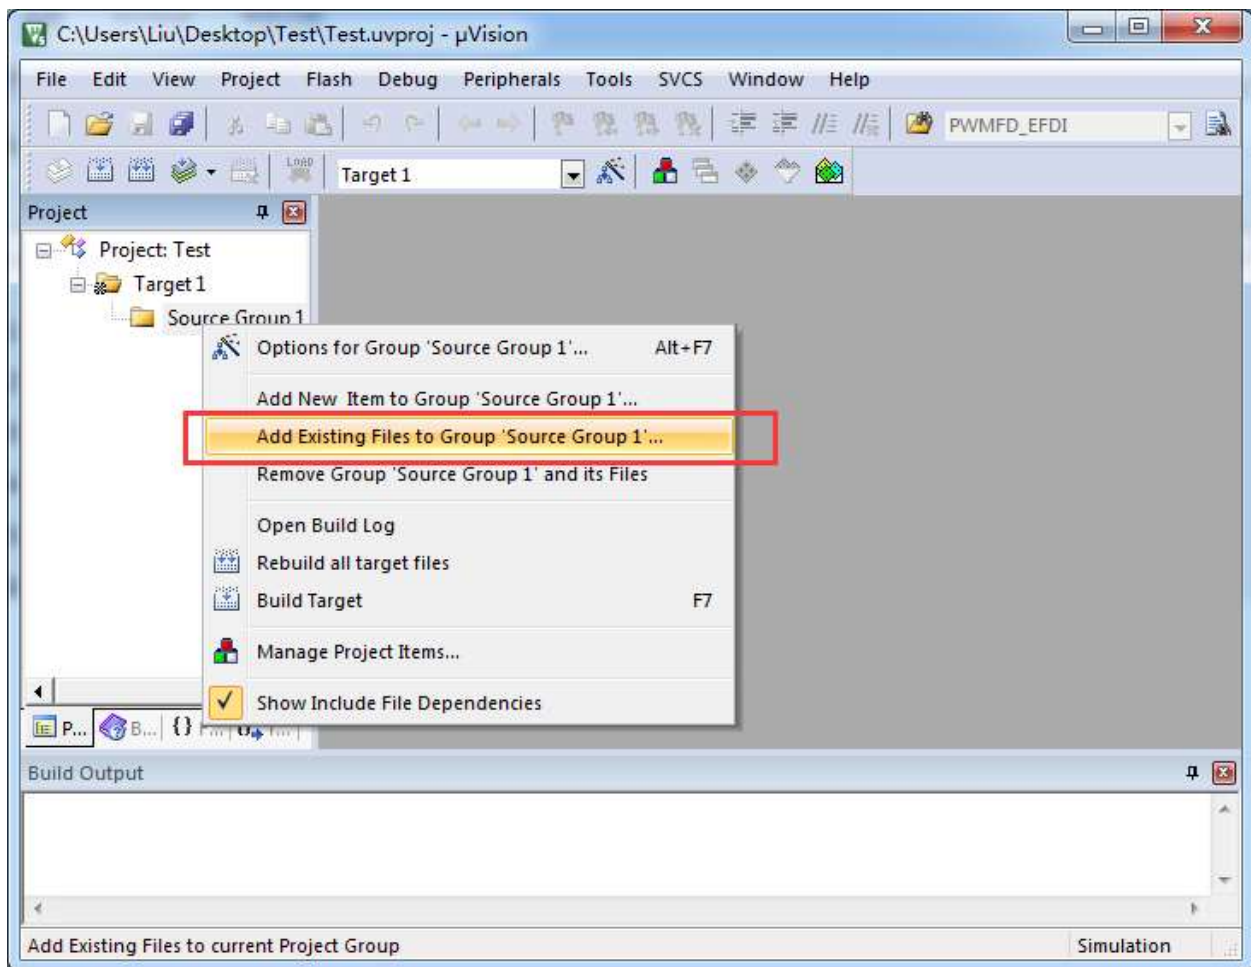 C:\Users\Liu\Desktop\Test\Test.uvproj - µVision
File Edit View Project Flash Debug Peripherals Tools SVCS Window Help
PWMFD_EFDI
LOAD Target 1
Project
Project: Test
Target 1
Source Group 1
Options for Group 'Source Group 1'... Alt+F7
Add New Item to Group 'Source Group 1'...
Add Existing Files to Group 'Source Group 1'...
Remove Group 'Source Group 1' and its Files
Open Build Log
Rebuild all target files
Build Target F7
Manage Project Items...
Show Include File Dependencies
P... B... {}
Build Output
Add Existing Files to current Project Group Simulation